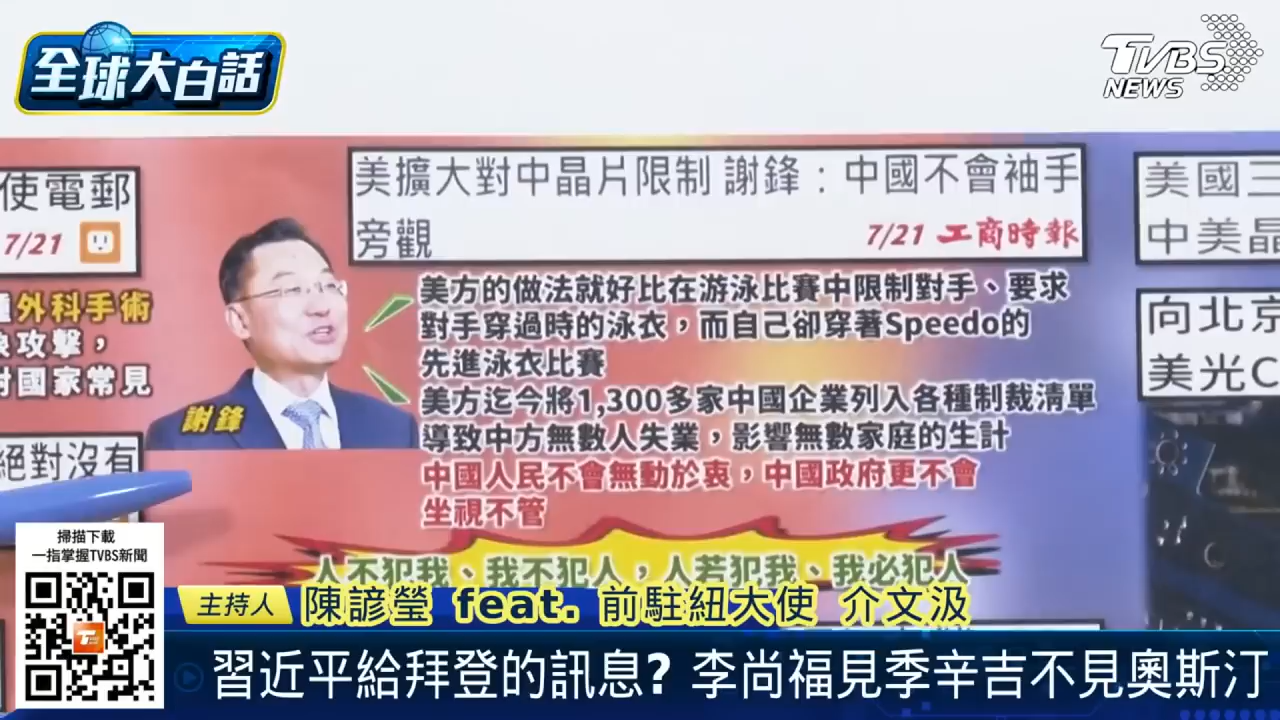 全球大白話
TVBS
NEWS
使電郵
7/21
外科手術
攻擊，
對國家常見
絕對沒有
美擴大對中晶片限制 謝鋒：中國不會袖手
旁觀
7/21 工商時報
美方的做法就好比在游泳比賽中限制對手、要求
對手穿過時的泳衣，而自己卻穿著Speedo的
先進泳衣比賽
美方迄今將1,300多家中國企業列入各種制裁清單
導致中方無數人失業，影響無數家庭的生計
中國人民不會無動於衷，中國政府更不會
坐視不管
謝鋒
人不犯我、我不犯人，人若犯我、我必犯人
美國三
中美晶
向北京
美光C
掃描下載
一指掌握TVBS新聞
主持人 陳諺瑩 feat. 前駐紐大使 介文汲
習近平給拜登的訊息? 李尚福見季辛吉不見奧斯汀